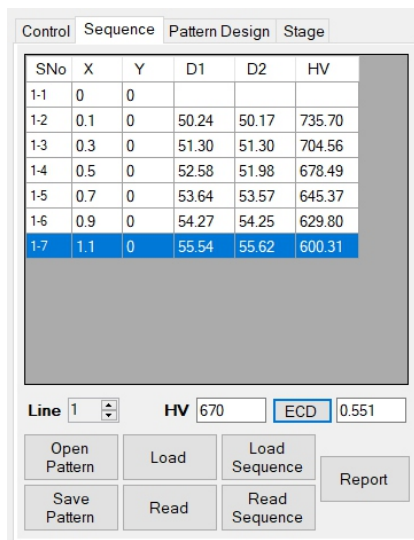 Control Sequence Pattern Design Stage
SNo X Y D1 D2 HV
1-1 0 0
1-2 0.1 0 50.24 50.17 735.70
1-3 0.3 0 51.30 51.30 704.56
1-4 0.5 0 52.58 51.98 678.49
1-5 0.7 0 53.64 53.57 645.37
1-6 0.9 0 54.27 54.25 629.80
1-7 1.1 0 55.54 55.62 600.31
Line 1 HV 670 ECD 0.551
Open Pattern Load Load Sequence Report
Save Pattern Read Read Sequence